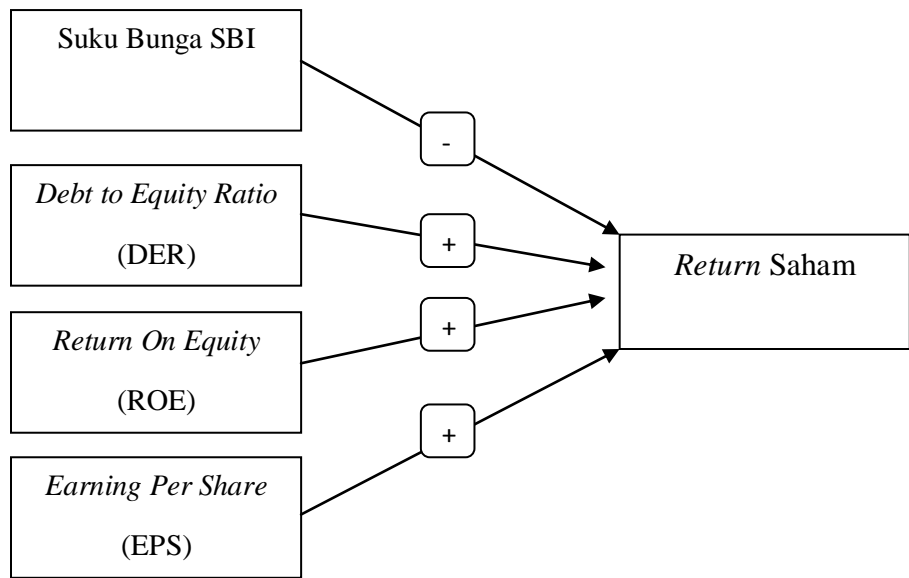 Suku Bunga SBI
-
Debt to Equity Ratio
(DER)
+
Return Saham
Return On Equity
(ROE)
+
+
Earning Per Share
(EPS)